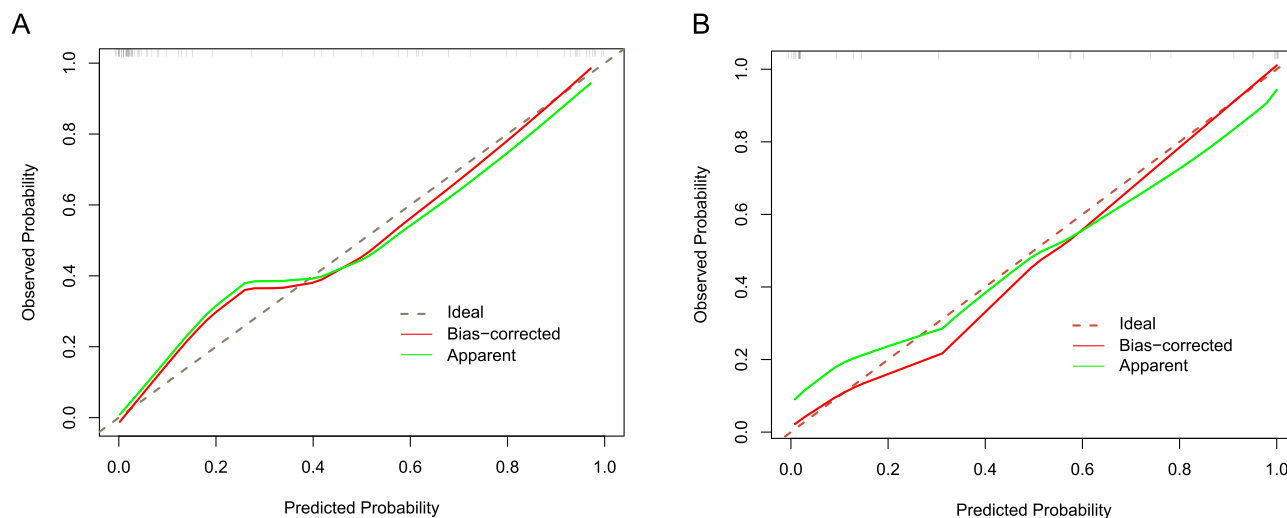 A
Observed Probability
1.0
0.8
0.6
0.4
0.2
0.0
Ideal
Bias-corrected
Apparent
0.0 0.2 0.4 0.6 0.8 1.0
Predicted Probability
B
Observed Probability
1.0
0.8
0.6
0.4
0.2
0.0
Ideal
Bias-corrected
Apparent
0.0 0.2 0.4 0.6 0.8 1.0
Predicted Probability